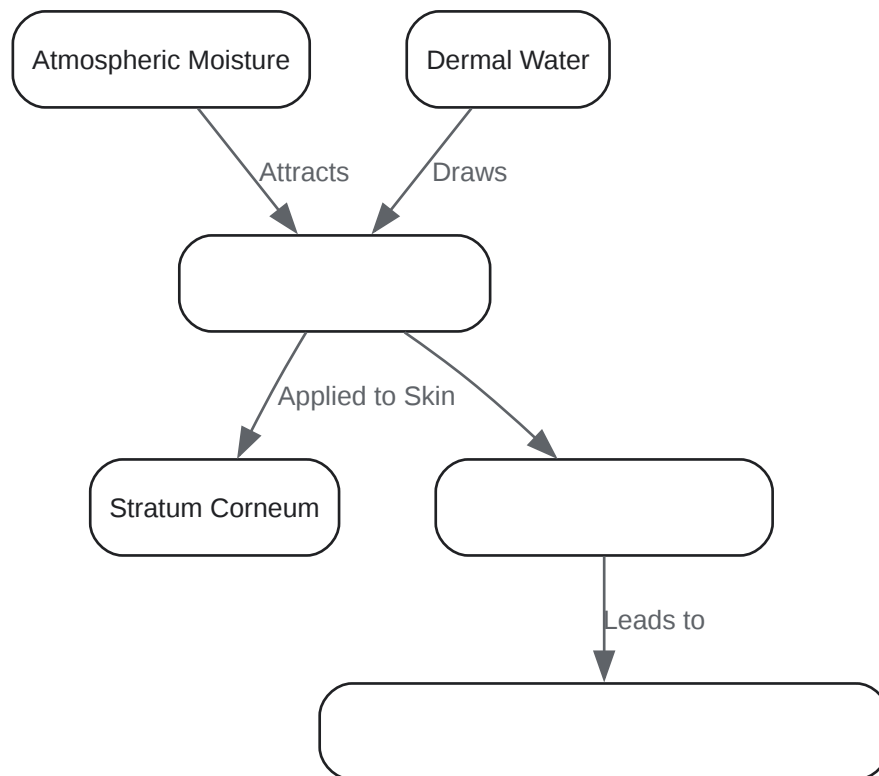 Atmospheric Moisture
Dermal Water
Attracts
Draws
Applied to Skin
Stratum Corneum
Leads to